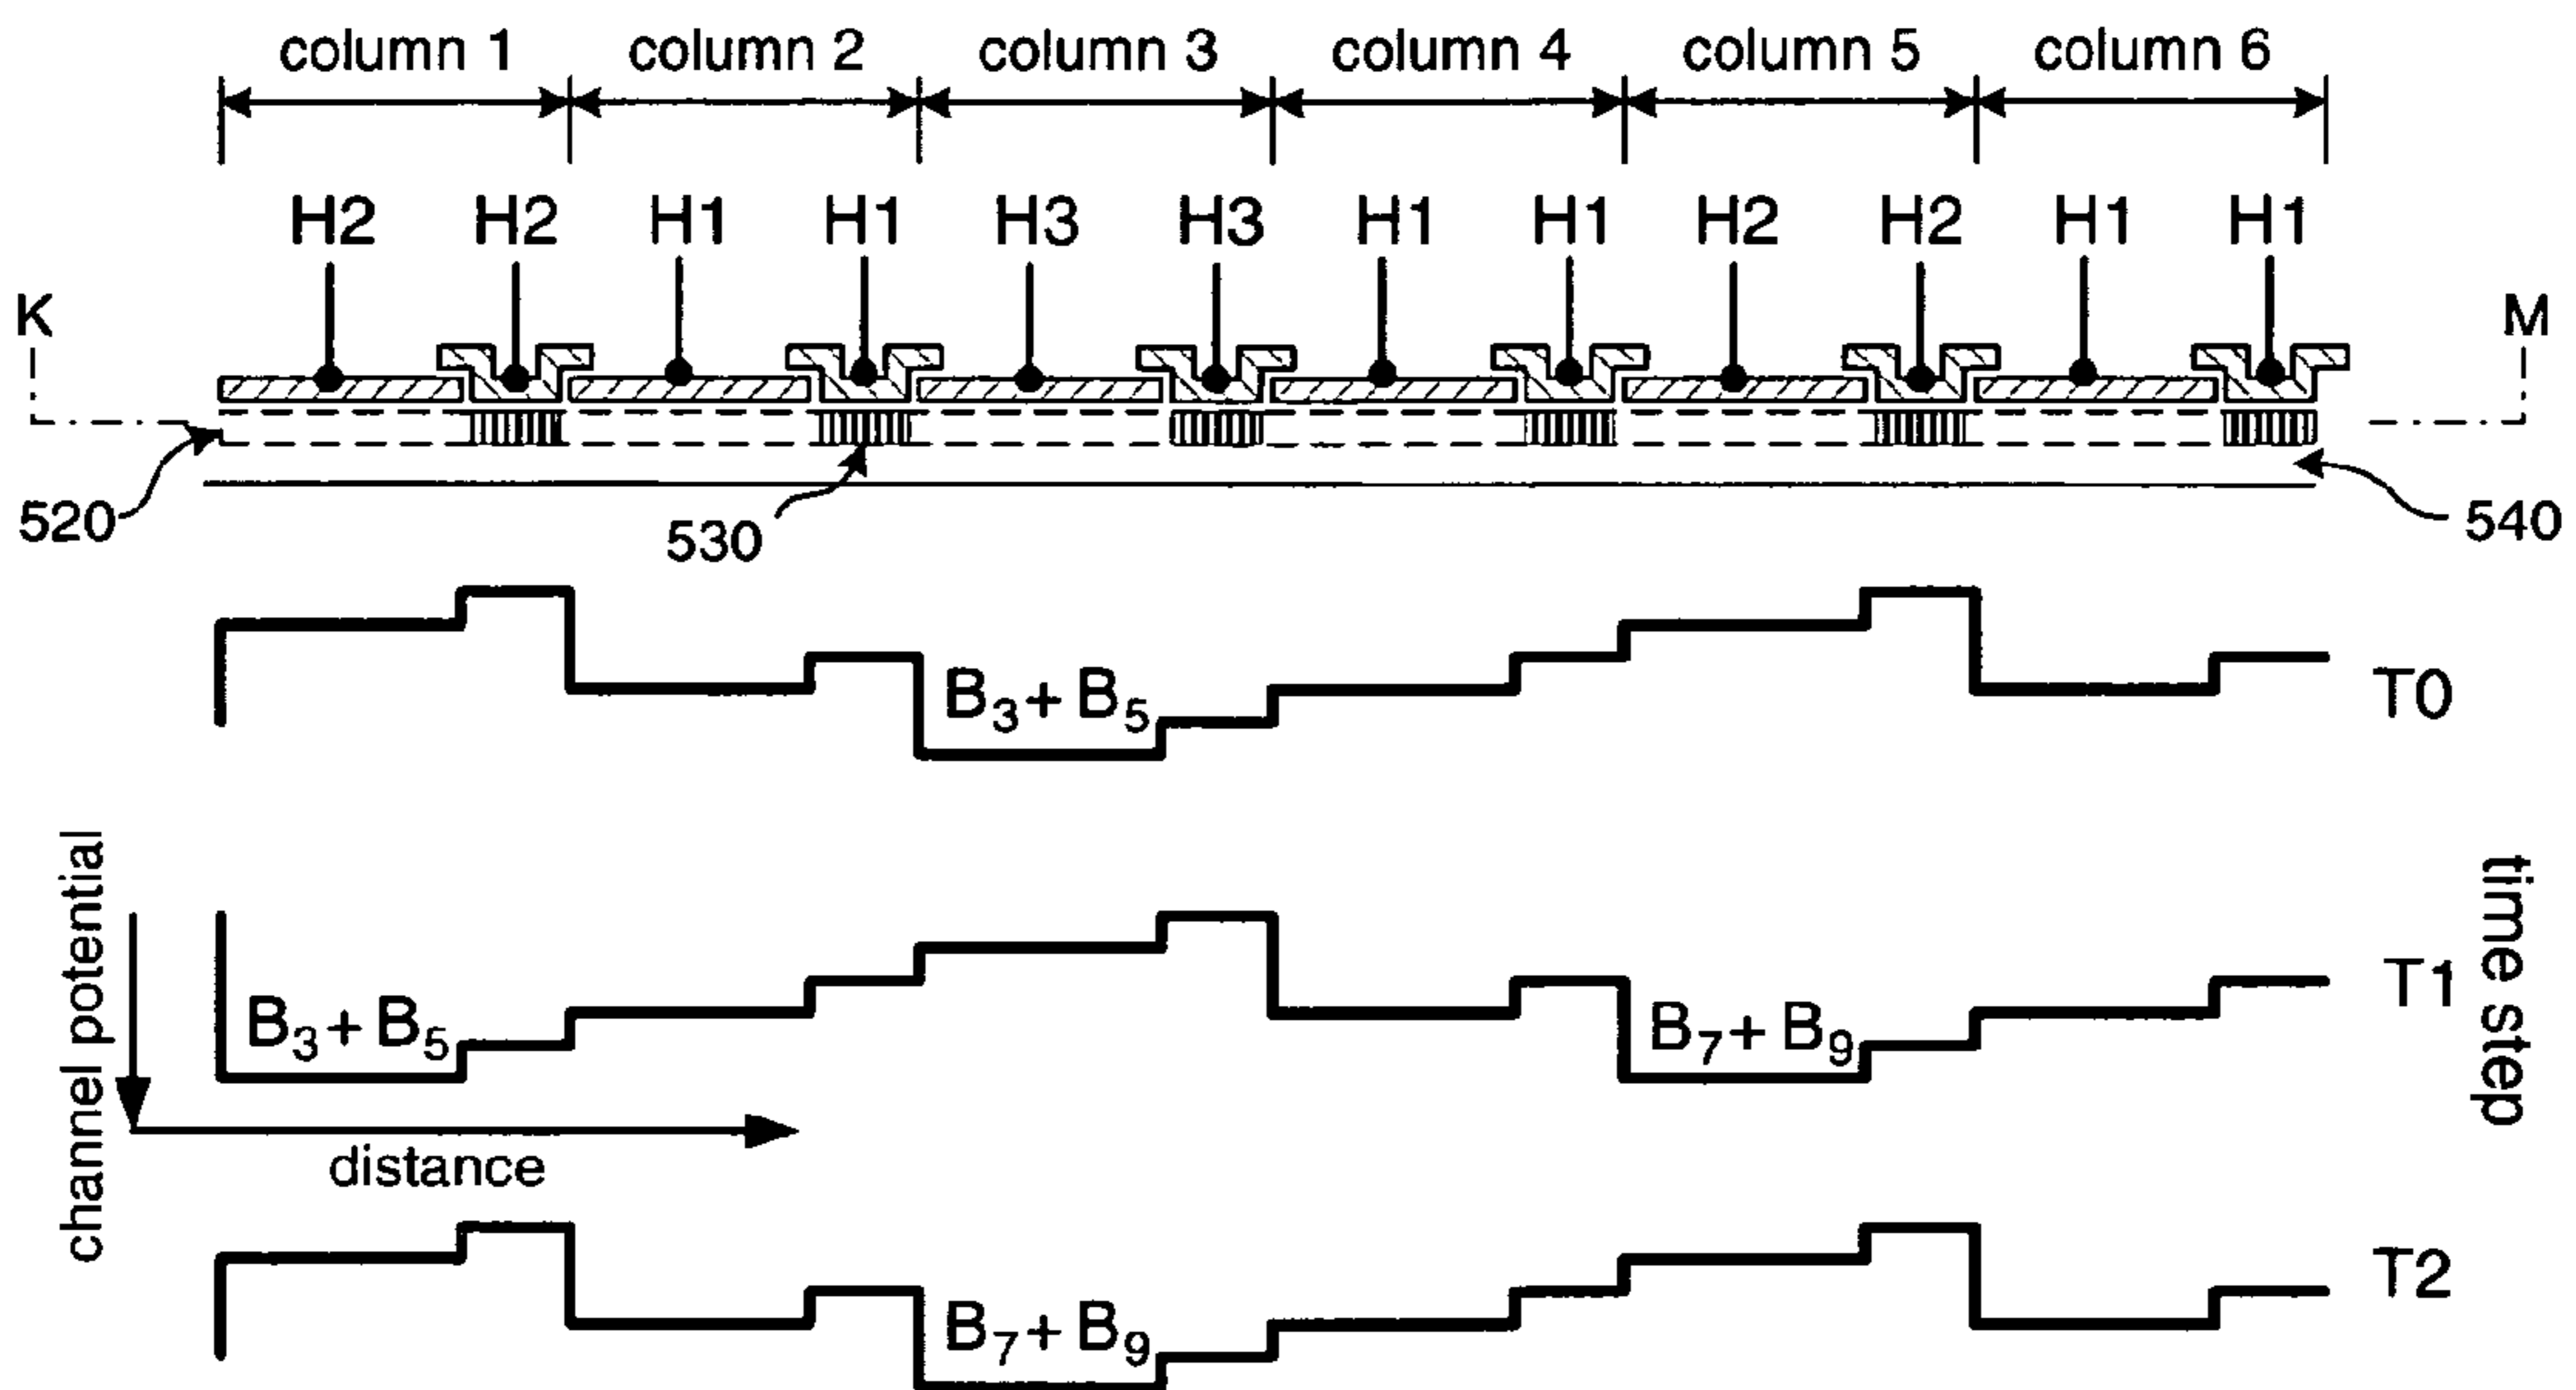 column 1 column 2 column 3 column 4 column 5 column 6
H2 H2 H1 H1 H3 H3 H1 H1 H2 H2 H1 H1
K M
520 530 540
B₃ + B₅ T0
channel potential
B₃ + B₅ B₇ + B₉ T1
time step
distance
B₇ + B₉ T2